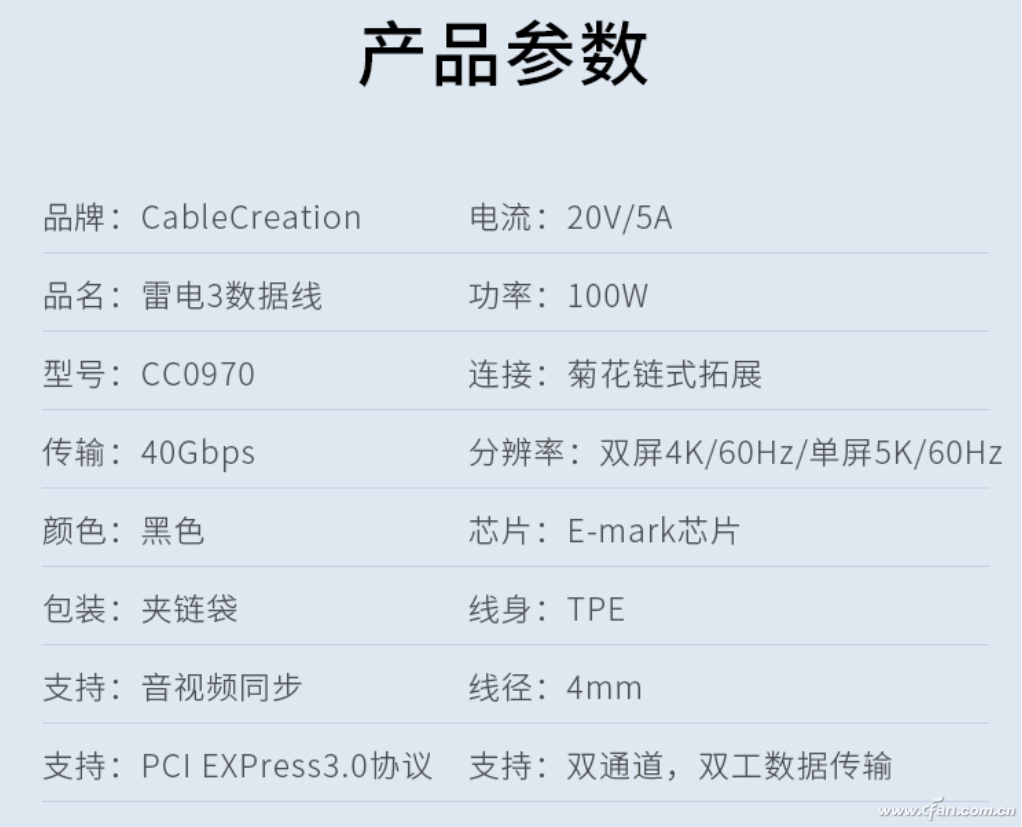 产品参数
品牌：CableCreation 电流：20V/5A
品名：雷电3数据线 功率：100W
型号：CC0970 连接：菊花链式拓展
传输：40Gbps 分辨率：双屏4K/60Hz/单屏5K/60Hz
颜色：黑色 芯片：E-mark芯片
包装：夹链袋 线身：TPE
支持：音视频同步 线径：4mm
支持：PCI EXPress3.0协议 支持：双通道，双工数据传输
www.cfan.com.cn